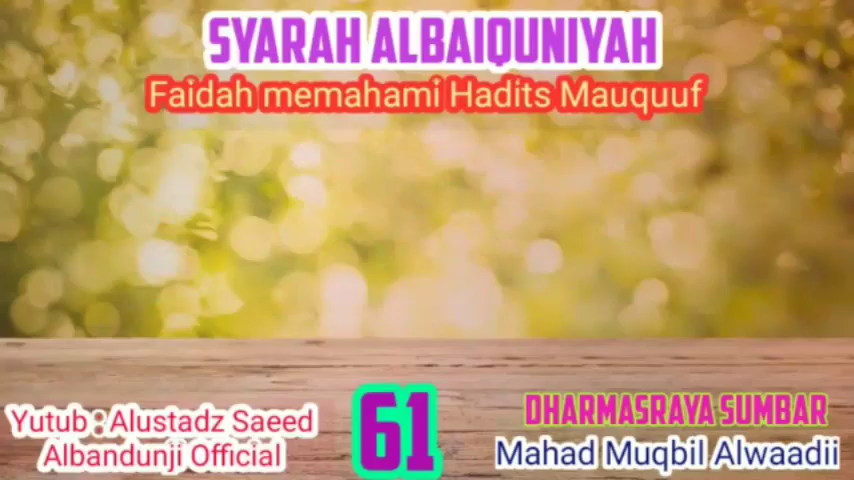 SYARAH ALBAIQUNIYAH
Faidah memahami Hadits Mauquuf
Yutub : Alustadz Saeed
Albandunji Official
61
DHARMASRAYA SUMBAR
Mahad Muqbil Alwaadii